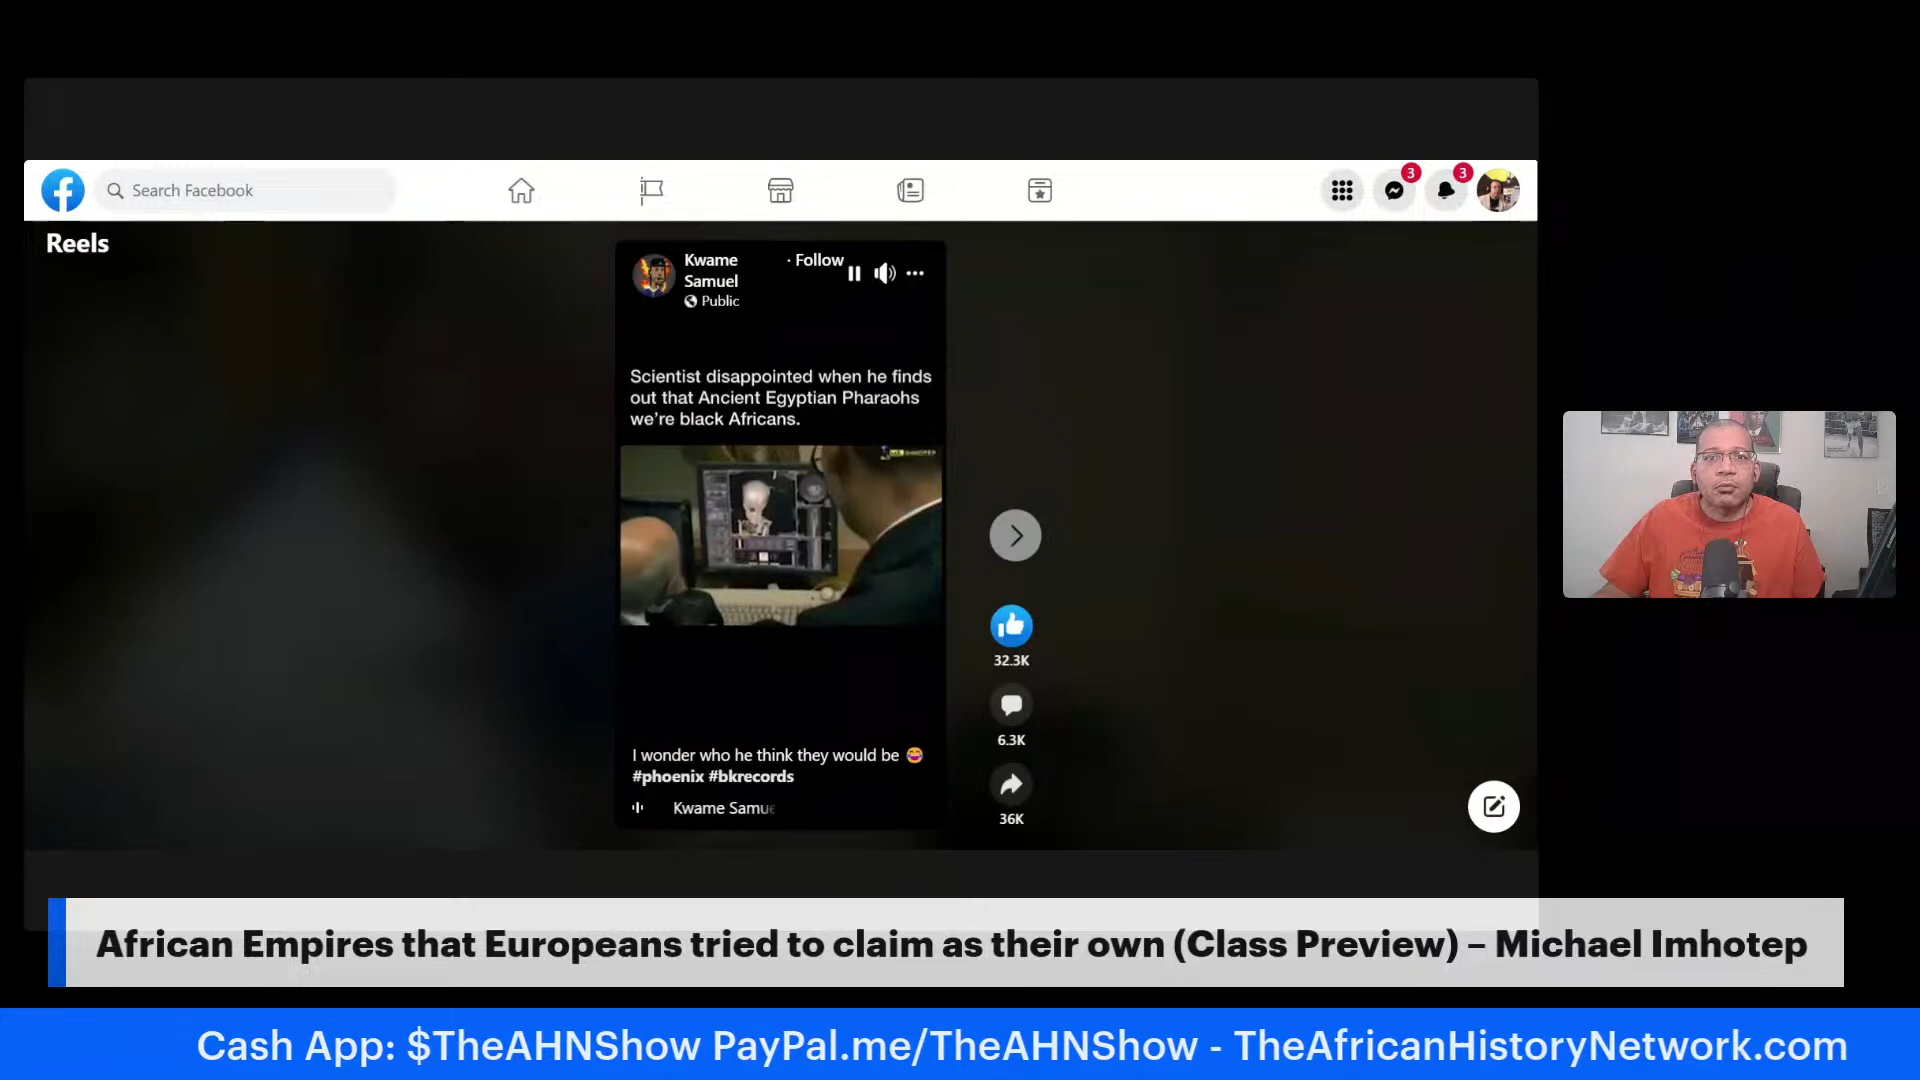 Search Facebook
3
3
Reels
Kwame
Samuel
· Follow
Public
Scientist disappointed when he finds
out that Ancient Egyptian Pharaohs
we're black Africans.
32.3K
6.3K
I wonder who he think they would be 😂
#phoenix #bkrecords
Kwame Samue
36K
African Empires that Europeans tried to claim as their own (Class Preview) – Michael Imhotep
Cash App: $TheAHNShow PayPal.me/TheAHNShow - TheAfricanHistoryNetwork.com